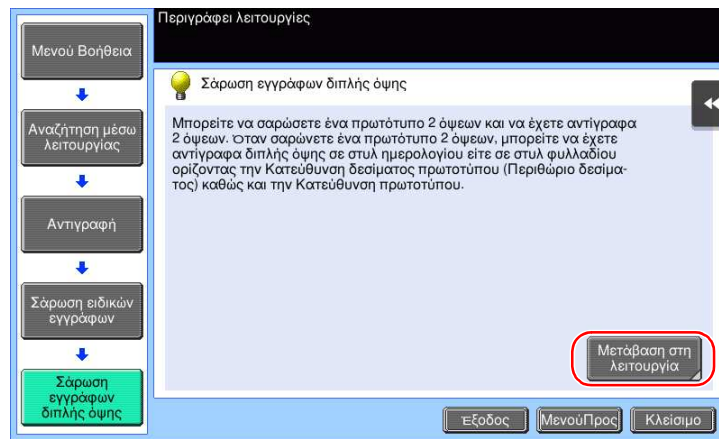 Περιγράφει λειτουργίες
Μενού Βοήθεια
Αναζήτηση μέσω
λειτουργίας
Αντιγραφή
Σάρωση ειδικών
εγγράφων
Σάρωση
εγγράφων
διπλής όψης
Σάρωση εγγράφων διπλής όψης
Μπορείτε να σαρώσετε ένα πρωτότυπο 2 όψεων και να έχετε αντίγραφα
2 όψεων. Όταν σαρώνετε ένα πρωτότυπο 2 όψεων, μπορείτε να έχετε
αντίγραφα διπλής όψης σε στυλ ημερολογίου είτε σε στυλ φυλλαδίου
ορίζοντας την Κατεύθυνση δεσίματος πρωτοτύπου (Περιθώριο δεσίμα-
τος) καθώς και την Κατεύθυνση πρωτοτύπου.
Μετάβαση στη
λειτουργία
Έξοδος
ΜενούΠρος
Κλείσιμο